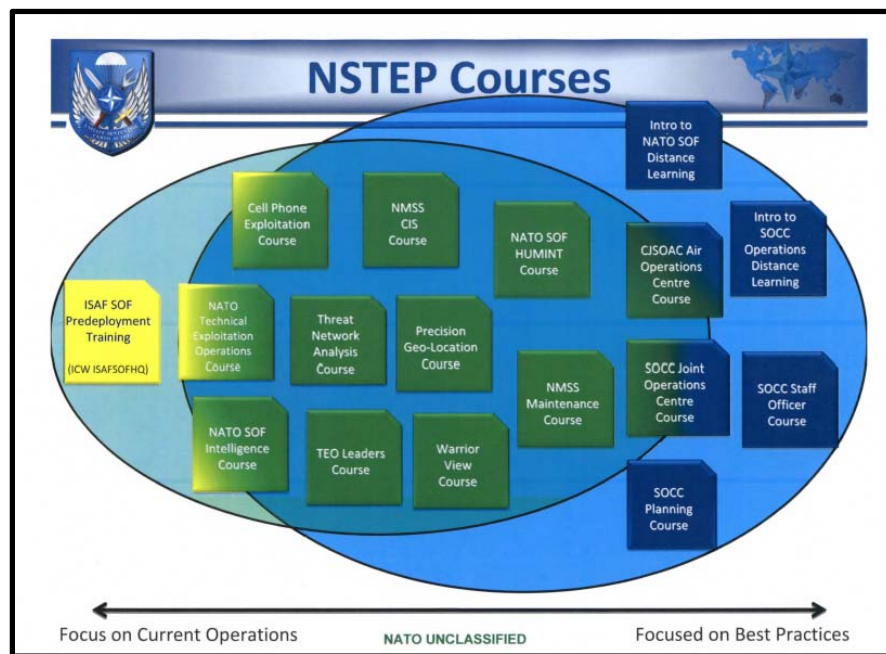 NSTEP Courses
Intro to
NATO SOF
Distance
Learning
Cell Phone
Exploitation
Course
NMSS
CIS
Course
NATO SOF
HUMINT
Course
CJSOAC Air
Operations
Centre
Course
Intro to
SOCC
Operations
Distance
Learning
ISAF SOF
Predeployment
Training
(ICW ISAFSOFHQ)
NATO
Technical
Exploitation
Operations
Course
Threat
Network
Analysis
Course
Precision
Geo-Location
Course
NMSS
Maintenance
Course
SOCC Joint
Operations
Centre
Course
SOCC Staff
Officer
Course
NATO SOF
Intelligence
Course
TEO Leaders
Course
Warrior
View
Course
SOCC
Planning
Course
Focus on Current Operations
NATO UNCLASSIFIED
Focused on Best Practices